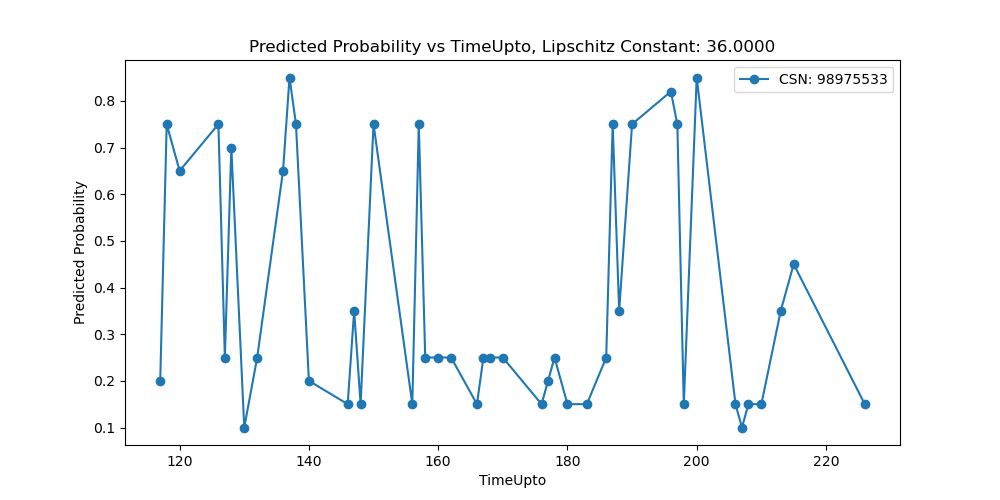 Predicted Probability vs TimeUpto, Lipschitz Constant: 36.0000
CSN: 98975533
Predicted Probability
0.8
0.7
0.6
0.5
0.4
0.3
0.2
0.1
120 140 160 180 200 220
TimeUpto